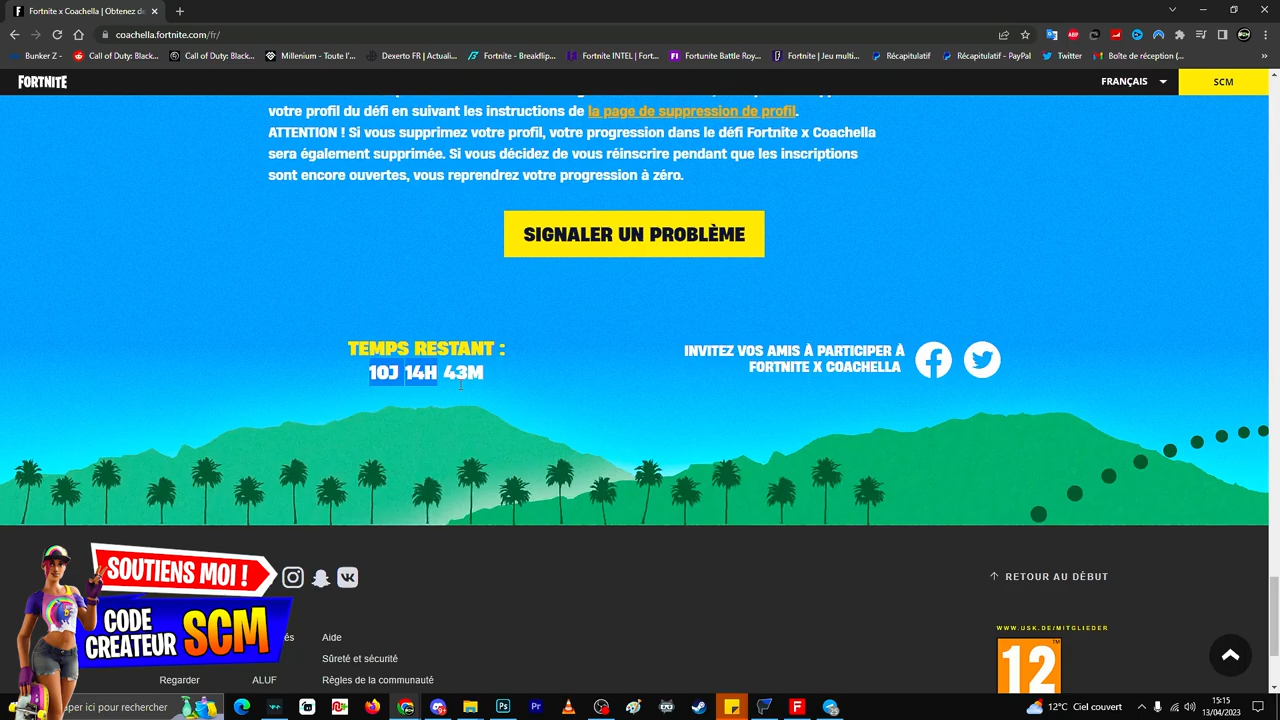 Fortnite x Coachella | Obtenez de
coachella.fortnite.com/fr/
Bunker Z -
Call of Duty: Black...
Call of Duty: Black...
Millenium - Toute l'...
Dexerto FR | Actuali...
Fortnite - Breakflip...
Fortnite INTEL | Fort...
Fortunite Battle Roy...
Fortnite | Jeu multi...
Récapitulatif
Récapitulatif - PayPal
Twitter
Boîte de réception (...
FORTNITE
FRANÇAIS
SCM
votre profil du défi en suivant les instructions de la page de suppression de profil.
ATTENTION ! Si vous supprimez votre profil, votre progression dans le défi Fortnite x Coachella
sera également supprimée. Si vous décidez de vous réinscrire pendant que les inscriptions
sont encore ouvertes, vous reprendrez votre progression à zéro.
SIGNALER UN PROBLÈME
TEMPS RESTANT :
10J 14H 43M
INVITEZ VOS AMIS À PARTICIPER À
FORTNITE X COACHELLA
SOUTIENS MOI !
CODE
CREATEUR SCM
RETOUR AU DÉBUT
WWW.USK.DE/MITGLIEDER
12
Aide
Sûreté et sécurité
Regarder
ALUF
Règles de la communauté
aper ici pour rechercher
12°C Ciel couvert
15:15
13/04/2023